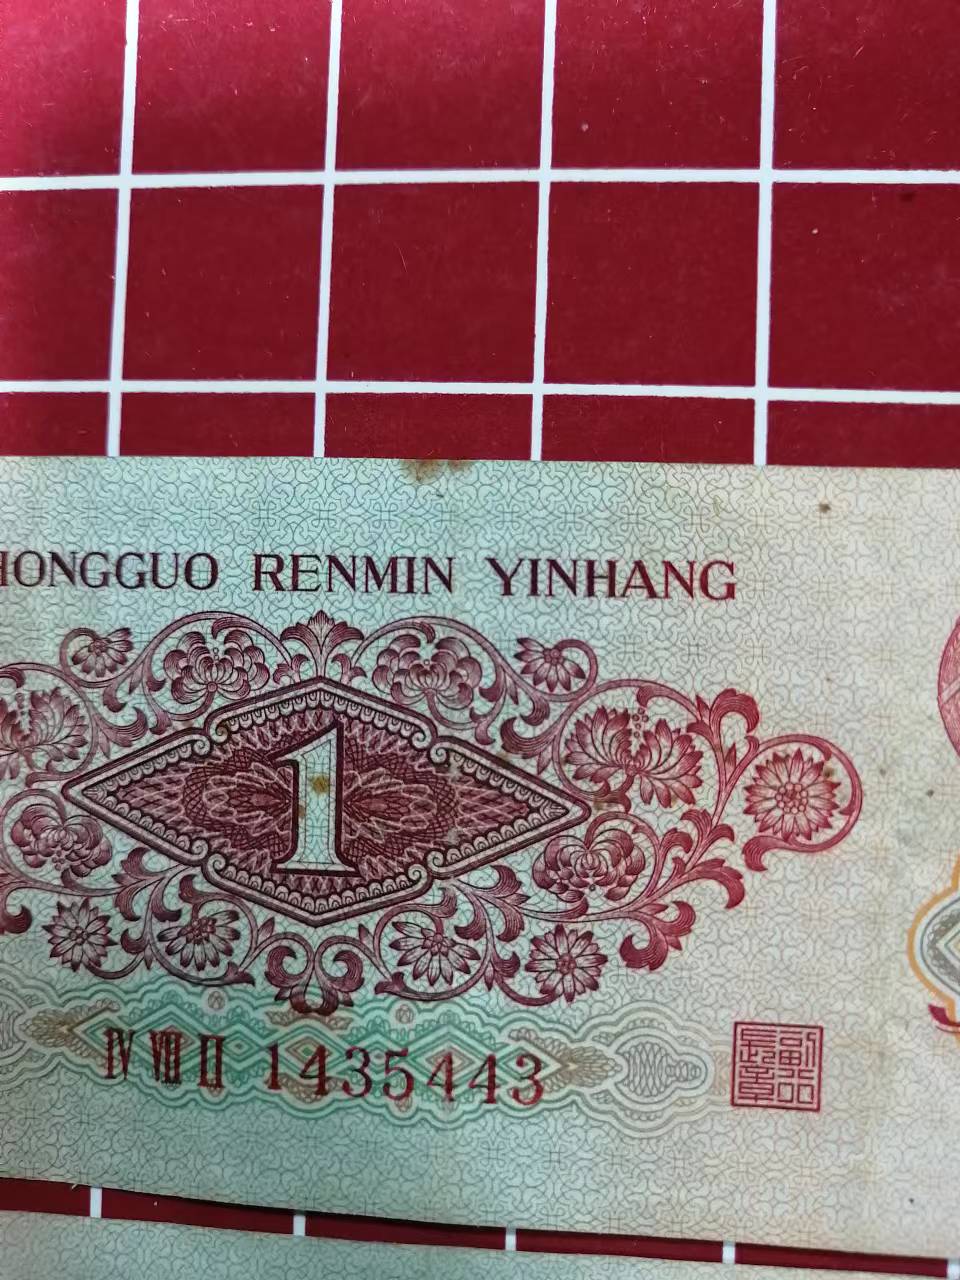 HONGGUO RENMIN YINHANG
1
IV VIII II 1435443